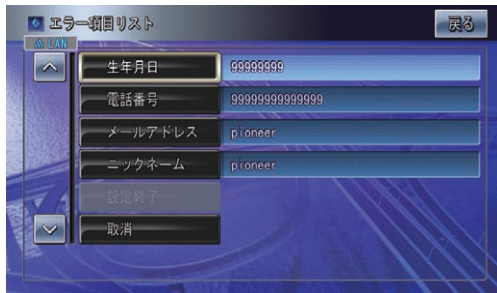 エラー項目リスト
戻る
LAN
生年月日 99999999
電話番号 99999999999999
メールアドレス pioneer
ニックネーム pioneer
設定終了
取消